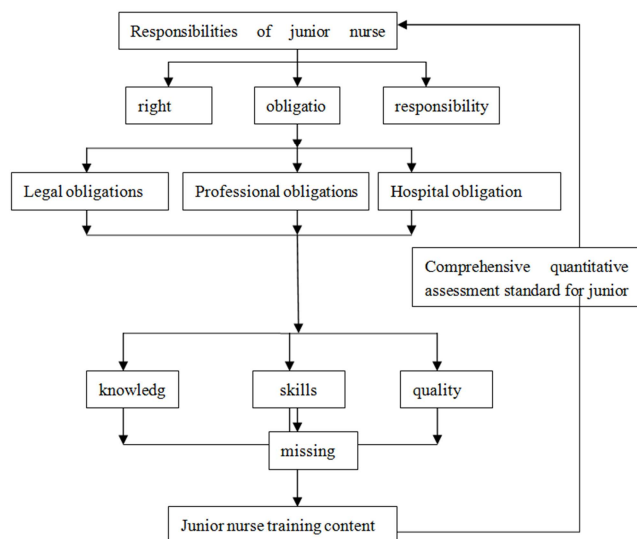 Responsibilities of junior nurse
right
obligatio
responsibility
Legal obligations
Professional obligations
Hospital obligation
Comprehensive quantitative
assessment standard for junior
knowledg
skills
quality
missing
Junior nurse training content